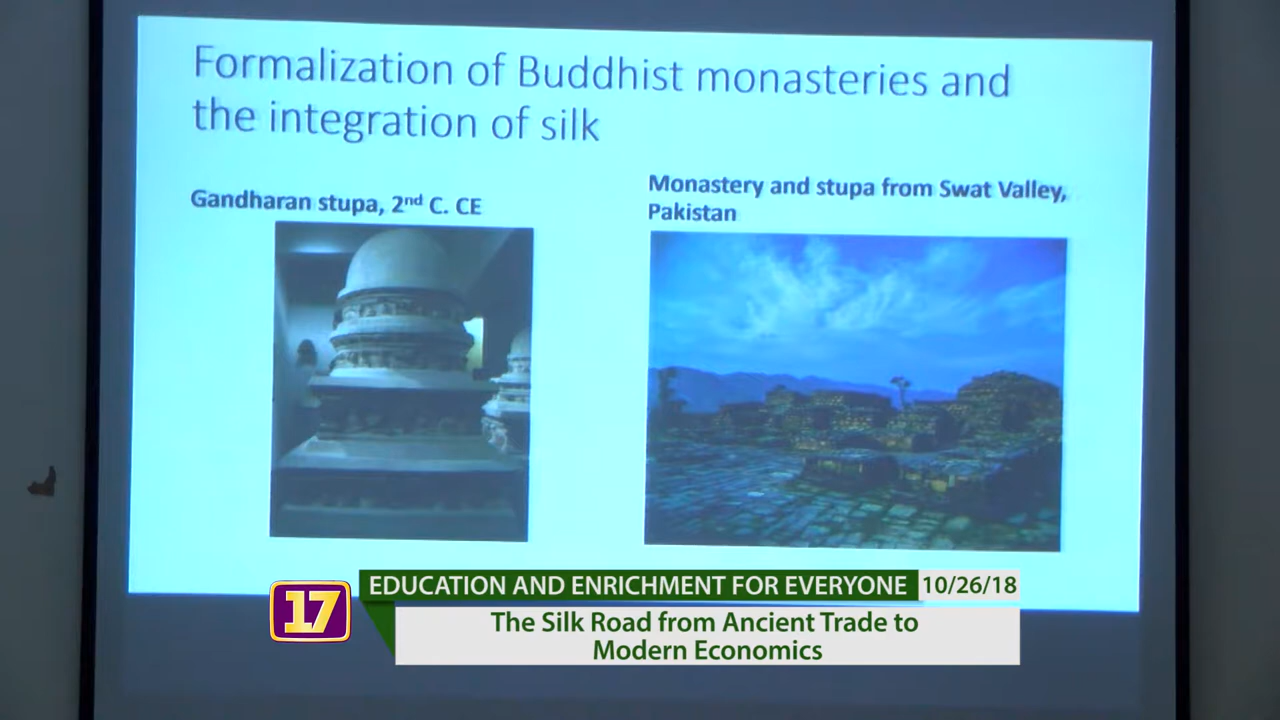 Formalization of Buddhist monasteries and
the integration of silk
Gandharan stupa, 2nd C. CE
Monastery and stupa from Swat Valley,
Pakistan
17
EDUCATION AND ENRICHMENT FOR EVERYONE
10/26/18
The Silk Road from Ancient Trade to
Modern Economics